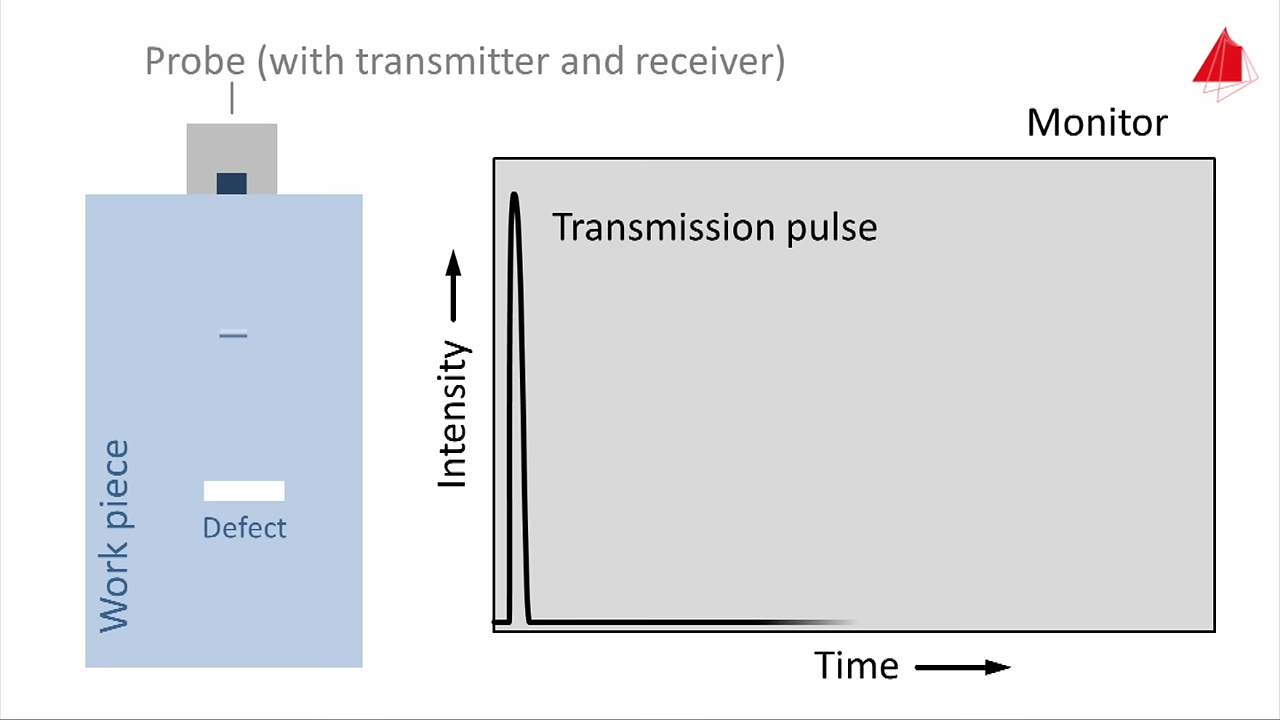 Probe (with transmitter and receiver)
Monitor
Transmission pulse
Intensity
Work piece
Defect
Time